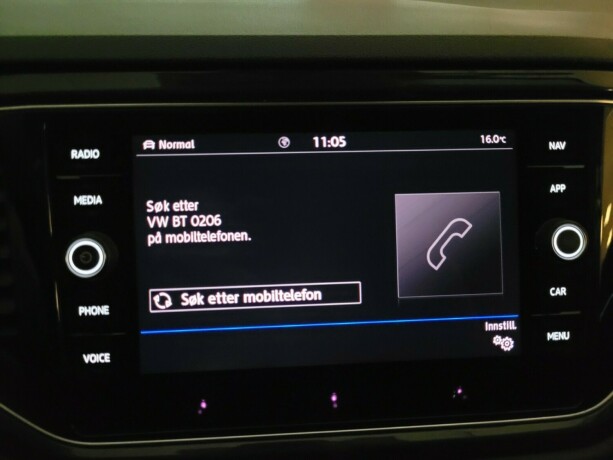 Normal 11:05 16.0°C
RADIO
MEDIA
PHONE
VOICE
Søk etter
VW BT 0206
på mobiltelefonen.
Søk etter mobiltelefon
Innstill.
NAV
APP
CAR
MENU